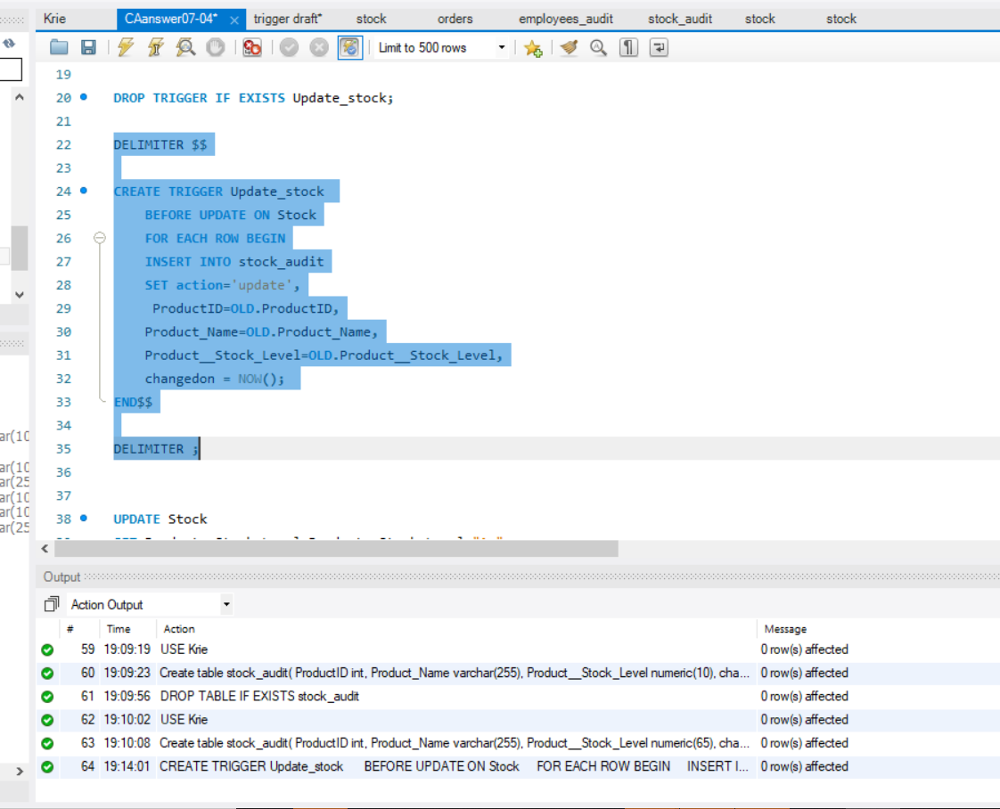 Krie CAanswer07-04* × trigger draft* stock orders employees_audit stock_audit stock stock
Limit to 500 rows
19
20 DROP TRIGGER IF EXISTS Update_stock;
21
22 DELIMITER $$
23
24 CREATE TRIGGER Update_stock
25 BEFORE UPDATE ON Stock
26 FOR EACH ROW BEGIN
27 INSERT INTO stock_audit
28 SET action='update',
29 ProductID=OLD.ProductID,
30 Product_Name=OLD.Product_Name,
31 Product__Stock_Level=OLD.Product__Stock_Level,
32 changedon = NOW();
33 END$$
34
35 DELIMITER ;
36
37
38 UPDATE Stock
ar(10
ar(10
ar(25
ar(10
ar(10
ar(25
Output
Action Output
# Time Action Message
59 19:09:19 USE Krie 0 row(s) affected
60 19:09:23 Create table stock_audit( ProductID int, Product_Name varchar(255), Product__Stock_Level numeric(10), cha... 0 row(s) affected
61 19:09:56 DROP TABLE IF EXISTS stock_audit 0 row(s) affected
62 19:10:02 USE Krie 0 row(s) affected
63 19:10:08 Create table stock_audit( ProductID int, Product_Name varchar(255), Product__Stock_Level numeric(65), cha... 0 row(s) affected
64 19:14:01 CREATE TRIGGER Update_stock BEFORE UPDATE ON Stock FOR EACH ROW BEGIN INSERT I... 0 row(s) affected